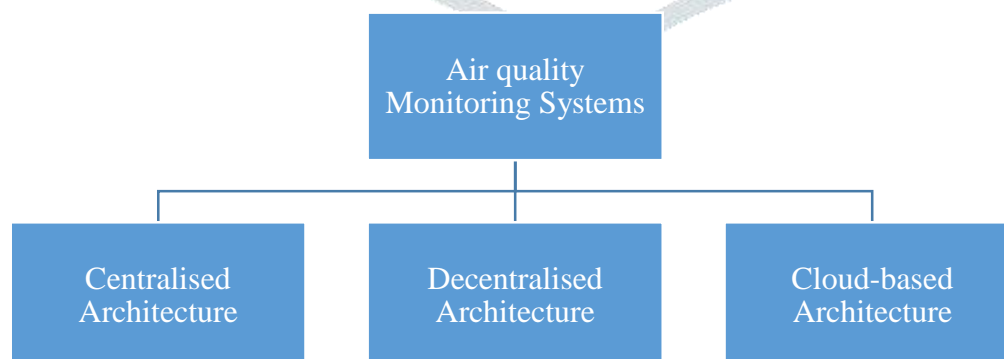 Air quality
Monitoring Systems
Centralised
Architecture
Decentralised
Architecture
Cloud-based
Architecture